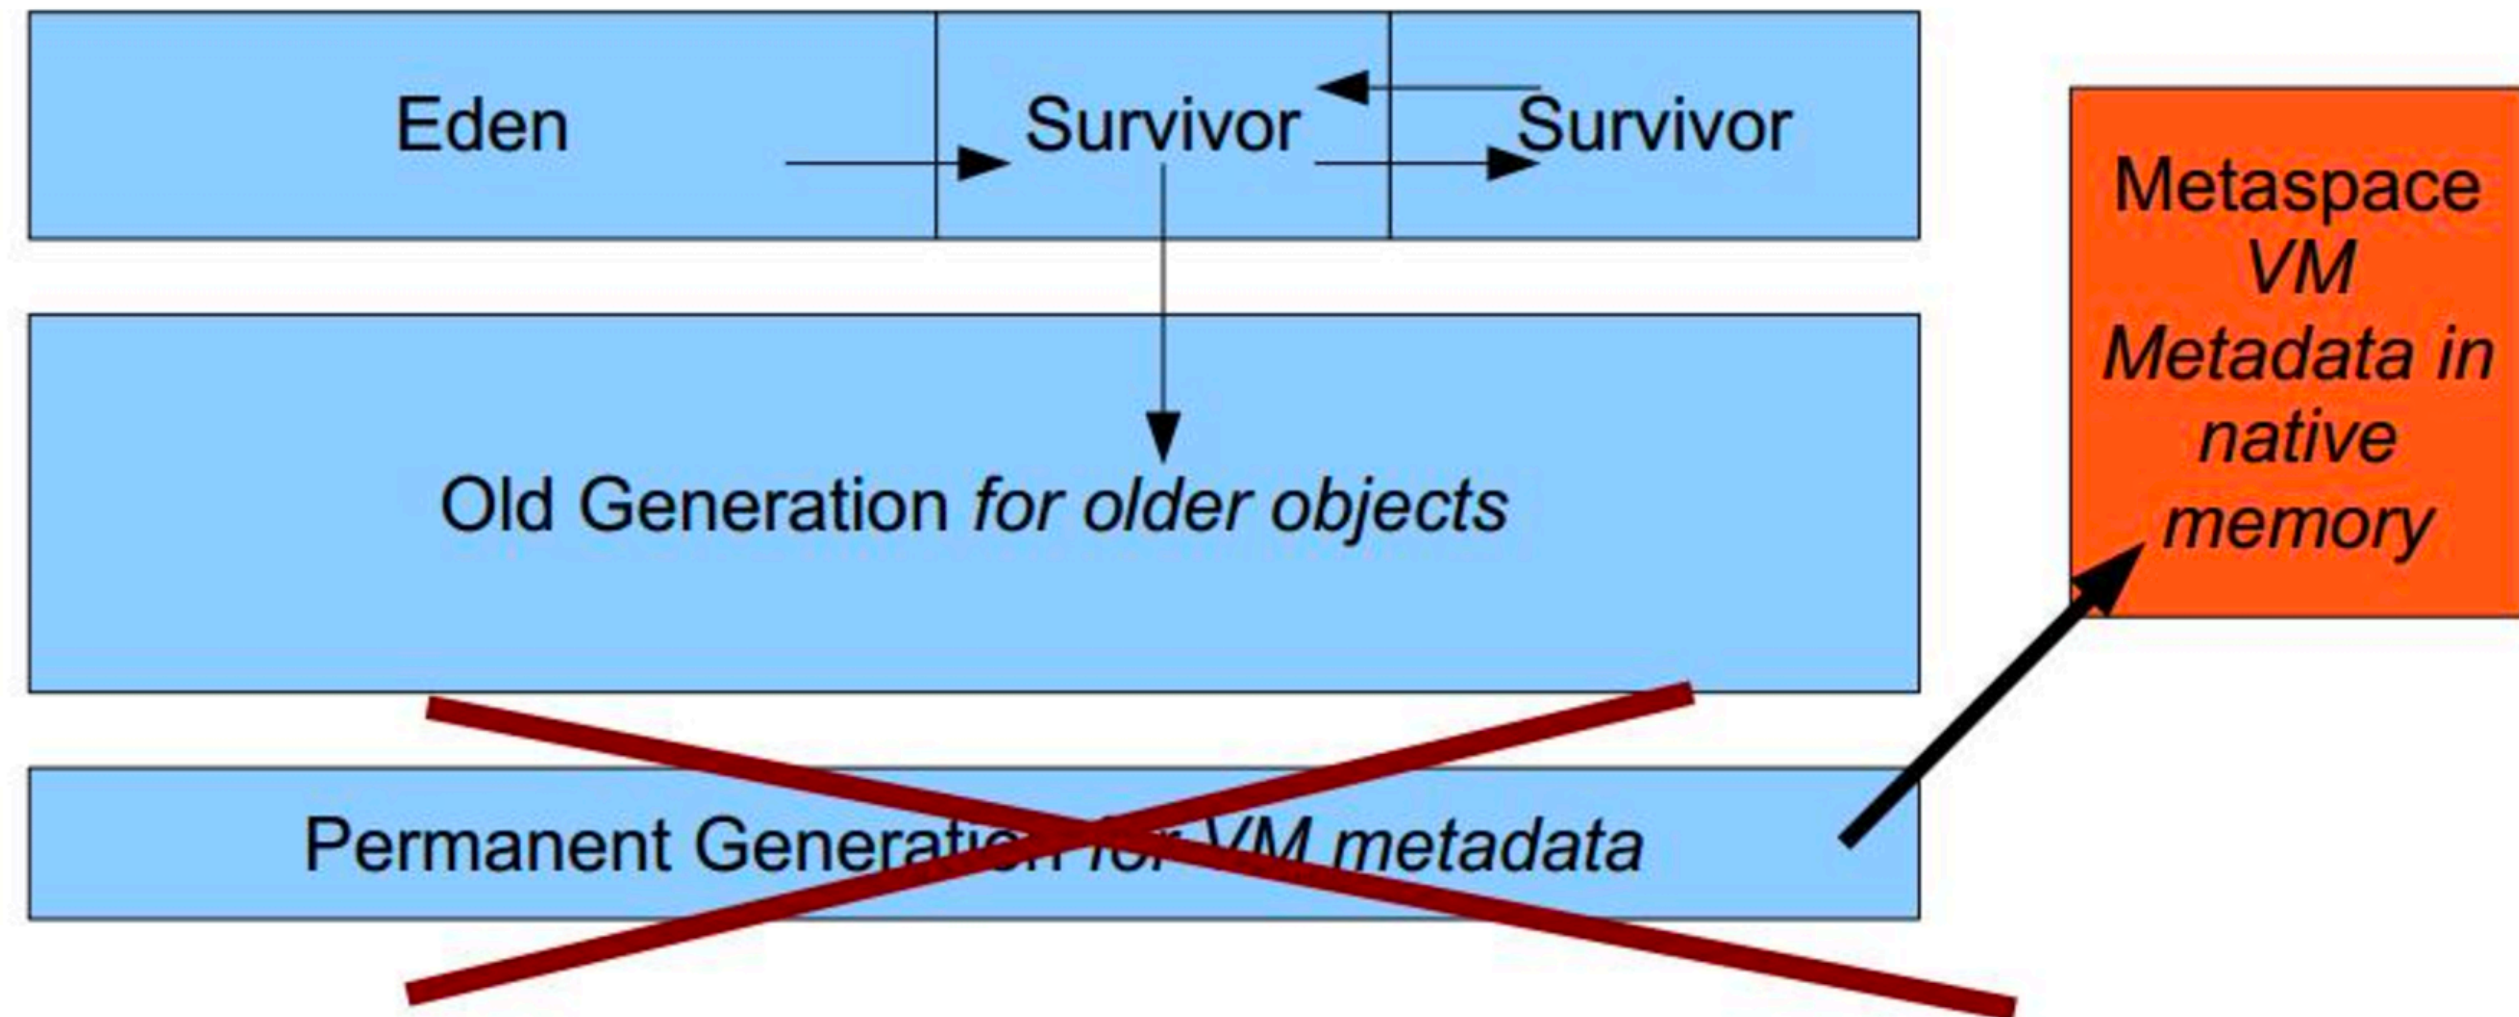 Eden
Survivor
Survivor
Metaspace
VM
Metadata in
native
memory
Old Generation for older objects
Permanent Generation for VM metadata